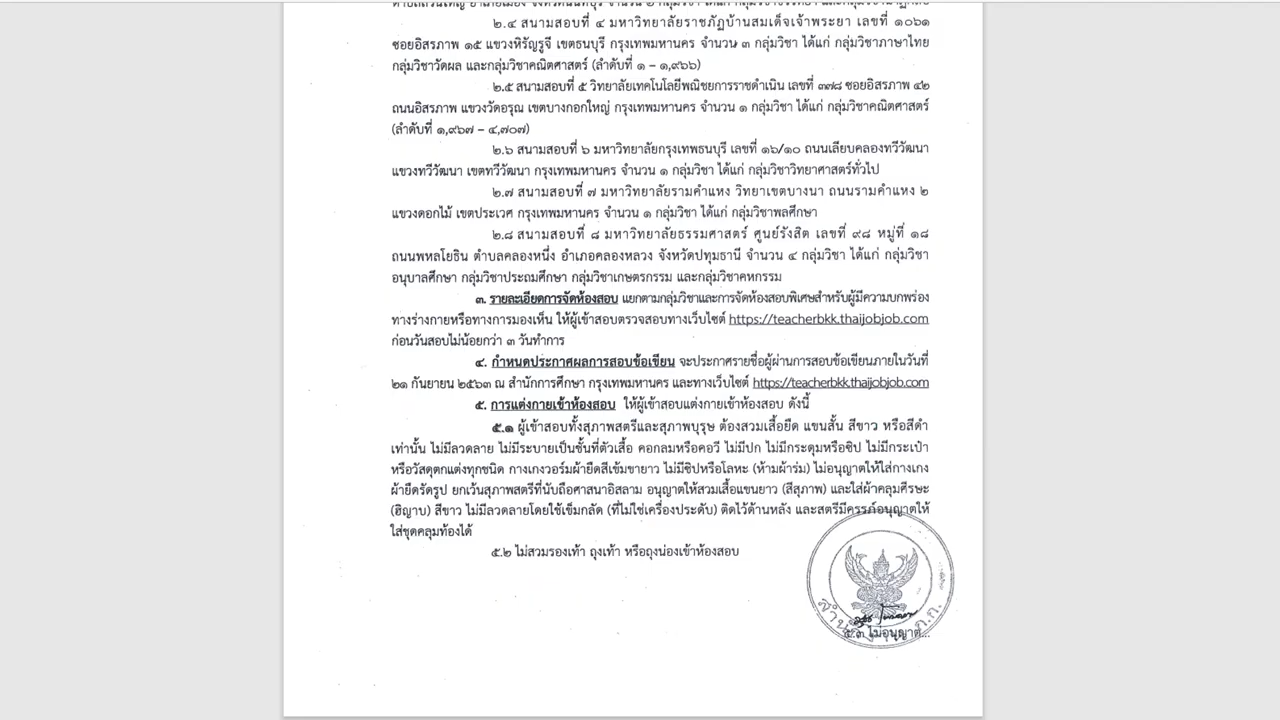 ตำบลสวนใหญ่ อำเภอเมือง จังหวัดนนทบุรี จำนวน ๒ กลุ่มวิชา ได้แก่
๒.๔ สนามสอบที่ ๔ มหาวิทยาลัยราชภัฏบ้านสมเด็จเจ้าพระยา เลขที่ ๑๐๖๑
ซอยอิสรภาพ ๑๕ แขวงหิรัญรูจี เขตธนบุรี กรุงเทพมหานคร จำนวน ๓ กลุ่มวิชา ได้แก่ กลุ่มวิชาภาษาไทย
กลุ่มวิชาวัดผล และกลุ่มวิชาคณิตศาสตร์ (ลำดับที่ ๑ – ๑,๙๖๖)
๒.๕ สนามสอบที่ ๕ วิทยาลัยเทคโนโลยีพณิชยการราชดำเนิน เลขที่ ๓๗๘ ซอยอิสรภาพ ๔๒
ถนนอิสรภาพ แขวงวัดอรุณ เขตบางกอกใหญ่ กรุงเทพมหานคร จำนวน ๑ กลุ่มวิชา ได้แก่ กลุ่มวิชาคณิตศาสตร์
(ลำดับที่ ๑,๙๖๗ – ๔,๗๐๗)
๒.๖ สนามสอบที่ ๖ มหาวิทยาลัยกรุงเทพธนบุรี เลขที่ ๑๖/๑๐ ถนนเลียบคลองทวีวัฒนา
แขวงทวีวัฒนา เขตทวีวัฒนา กรุงเทพมหานคร จำนวน ๑ กลุ่มวิชา ได้แก่ กลุ่มวิชาวิทยาศาสตร์ทั่วไป
๒.๗ สนามสอบที่ ๗ มหาวิทยาลัยรามคำแหง วิทยาเขตบางนา ถนนรามคำแหง ๒
แขวงดอกไม้ เขตประเวศ กรุงเทพมหานคร จำนวน ๑ กลุ่มวิชา ได้แก่ กลุ่มวิชาพลศึกษา
๒.๘ สนามสอบที่ ๘ มหาวิทยาลัยธรรมศาสตร์ ศูนย์รังสิต เลขที่ ๙๘ หมู่ที่ ๑๘
ถนนพหลโยธิน ตำบลคลองหนึ่ง อำเภอคลองหลวง จังหวัดปทุมธานี จำนวน ๔ กลุ่มวิชา ได้แก่ กลุ่มวิชา
อนุบาลศึกษา กลุ่มวิชาประถมศึกษา กลุ่มวิชาเกษตรกรรม และกลุ่มวิชาคหกรรม
๓. รายละเอียดการจัดห้องสอบ แยกตามกลุ่มวิชาและการจัดห้องสอบพิเศษสำหรับผู้มีความบกพร่อง
ทางร่างกายหรือทางการมองเห็น ให้ผู้เข้าสอบตรวจสอบทางเว็บไซต์ https://teacherbkk.thaijobjob.com
ก่อนวันสอบไม่น้อยกว่า ๓ วันทำการ
๔. กำหนดประกาศผลการสอบข้อเขียน จะประกาศรายชื่อผู้ผ่านการสอบข้อเขียนภายในวันที่
๒๑ กันยายน ๒๕๖๓ ณ สำนักการศึกษา กรุงเทพมหานคร และทางเว็บไซต์ https://teacherbkk.thaijobjob.com
๕. การแต่งกายเข้าห้องสอบ ให้ผู้เข้าสอบแต่งกายเข้าห้องสอบ ดังนี้
๕.๑ ผู้เข้าสอบทั้งสุภาพสตรีและสุภาพบุรุษ ต้องสวมเสื้อยืด แขนสั้น สีขาว หรือสีดำ
เท่านั้น ไม่มีลวดลาย ไม่มีระบายเป็นชั้นที่ตัวเสื้อ คอกลมหรือคอวี ไม่มีปก ไม่มีกระดุมหรือซิป ไม่มีกระเป๋า
หรือวัสดุตกแต่งทุกชนิด กางเกงวอร์มผ้ายืดสีเข้มขายาว ไม่มีซิปหรือโลหะ (ห้ามผ้าร่ม) ไม่อนุญาตให้ใส่กางเกง
ผ้ายืดรัดรูป ยกเว้นสุภาพสตรีที่นับถือศาสนาอิสลาม อนุญาตให้สวมเสื้อแขนยาว (สีสุภาพ) และใส่ผ้าคลุมศีรษะ
(ฮิญาบ) สีขาว ไม่มีลวดลายโดยใช้เข็มกลัด (ที่ไม่ใช่เครื่องประดับ) ติดไว้ด้านหลัง และสตรีมีครรภ์อนุญาตให้
ใส่ชุดคลุมท้องได้
๕.๒ ไม่สวมรองเท้า ถุงเท้า หรือถุงน่องเข้าห้องสอบ
๕.๓ ไม่อนุญาต...